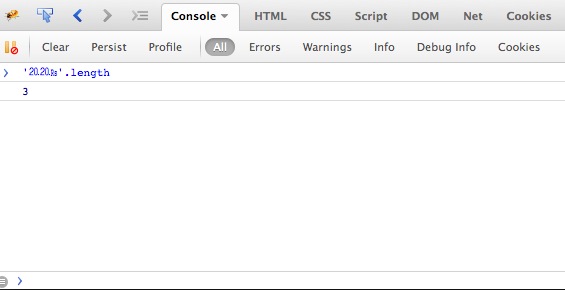 Console HTML CSS Script DOM Net Cookies
Clear Persist Profile All Errors Warnings Info Debug Info Cookies
'⒛⒛₨'.length
3